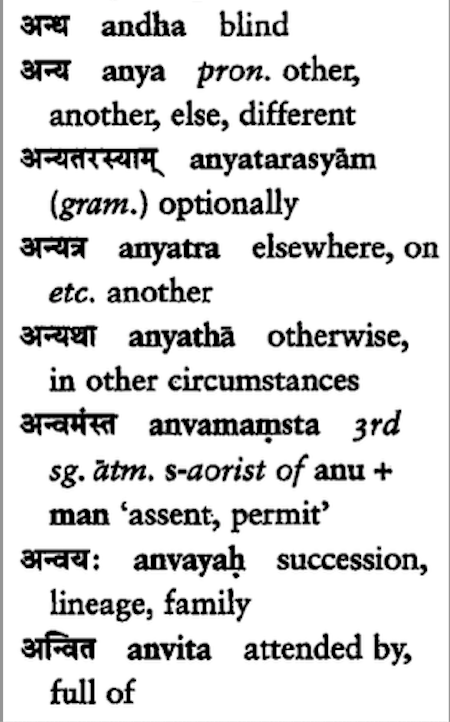 अन्ध andha blind
अन्य anya pron. other,
another, else, different
अन्यतरस्याम् anyatarasyām
(gram.) optionally
अन्यत्र anyatra elsewhere, on
etc. another
अन्यथा anyathā otherwise,
in other circumstances
अन्वमंस्त anvamaṃsta 3rd
sg. ātm. s-aorist of anu +
man ‘assent, permit’
अन्वयः anvayaḥ succession,
lineage, family
अन्वित anvita attended by,
full of